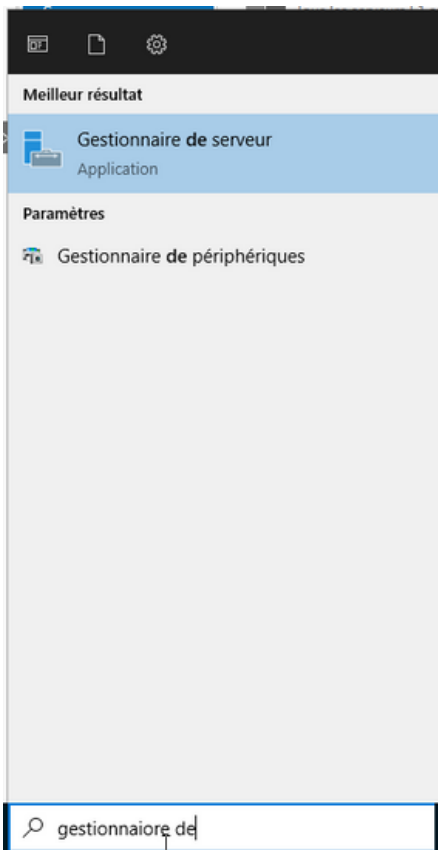 Meilleur résultat
Gestionnaire de serveur
Application
Paramètres
Gestionnaire de périphériques
gestionnaiore de